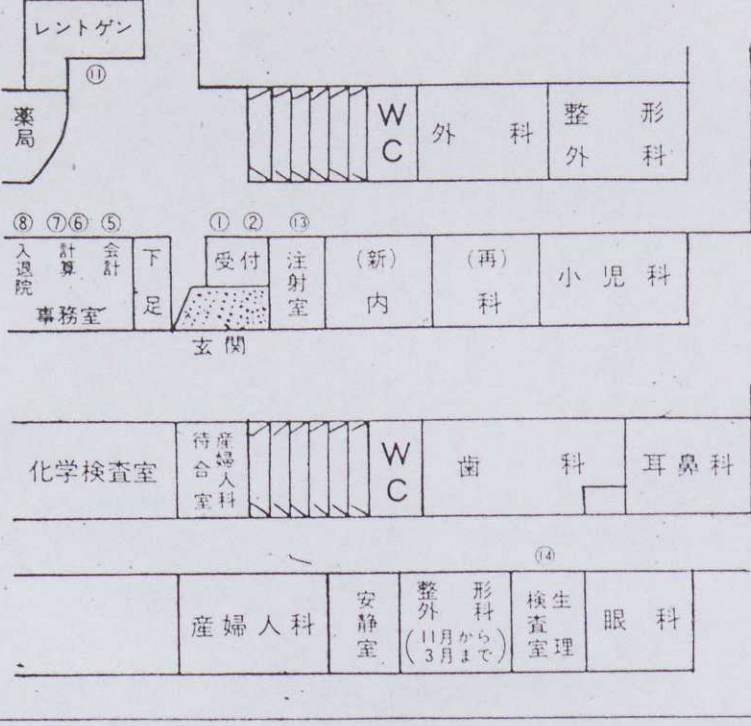 レントゲン
⑪
薬局
WC
外科
整形外科
⑧
⑦
⑥
⑤
①
②
⑬
入退院
計算
会計
事務室
下足
受付
注射室
(新)
(再)
内科
小児科
玄関
化学検査室
産婦人科
待合室
WC
歯科
耳鼻科
⑭
産婦人科
安静室
整形外科
(11月から
3月まで)
生理
検査室
眼科